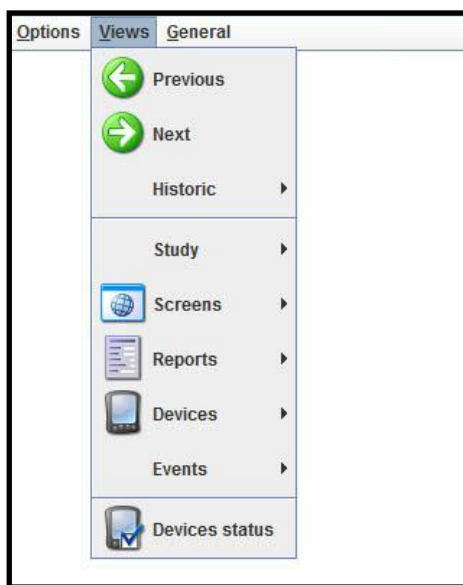 Options Views General
Previous
Next
Historic
Study
Screens
Reports
Devices
Events
Devices status